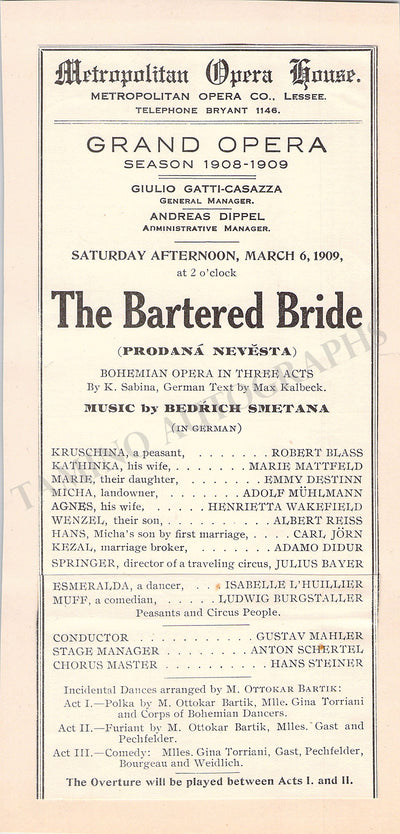 Metropolitan Opera House.
METROPOLITAN OPERA CO., LESSEE.
TELEPHONE BRYANT 1146.
GRAND OPERA
SEASON 1908-1909
GIULIO GATTI-CASAZZA
GENERAL MANAGER.
ANDREAS DIPPEL
ADMINISTRATIVE MANAGER.
SATURDAY AFTERNOON, MARCH 6, 1909,
at 2 o'clock
The Bartered Bride
(PRODANÁ NEVĚSTA)
BOHEMIAN OPERA IN THREE ACTS
By K. Sabina, German Text by Max Kalbeck.
MUSIC by BEDRICH SMETANA
(IN GERMAN)
KRUSCHINA, a peasant, . . . . . . . ROBERT BLASS
KATHINKA, his wife, . . . . . . . MARIE MATTFELD
MARIE, their daughter, . . . . . . EMMY DESTINN
MICHA, landowner, . . . . . . . ADOLF MÜHLMANN
AGNES, his wife, . . . . . HENRIETTA WAKEFIELD
WENZEL, their son, . . . . . . . . ALBERT REISS
HANS, Micha's son by first marriage, . . . . CARL JÖRN
KEZAL, marriage broker, . . . . . . ADAMO DIDUR
SPRINGER, director of a traveling circus, JULIUS BAYER
ESMERALDA, a dancer, . . . ISABELLE L'HUILLIER
MUFF, a comedian, . . . . . LUDWIG BURGSTALLER
Peasants and Circus People.
CONDUCTOR . . . . . . . . . . GUSTAV MAHLER
STAGE MANAGER . . . . . . . . ANTON SCHERTEL
CHORUS MASTER . . . . . . . . . HANS STEINER
Incidental Dances arranged by M. OTTOKAR BARTIK:
Act I.—Polka by M. Ottokar Bartik, Mlle. Gina Torriani
and Corps of Bohemian Dancers.
Act II.—Furiant by M. Ottokar Bartik, Mlles. Gast and
Pechfelder.
Act III.—Comedy: Mlles. Gina Torriani, Gast, Pechfelder,
Bourgeau and Weidlich.
The Overture will be played between Acts I. and II.
TAMINO AUTOGRAPHS